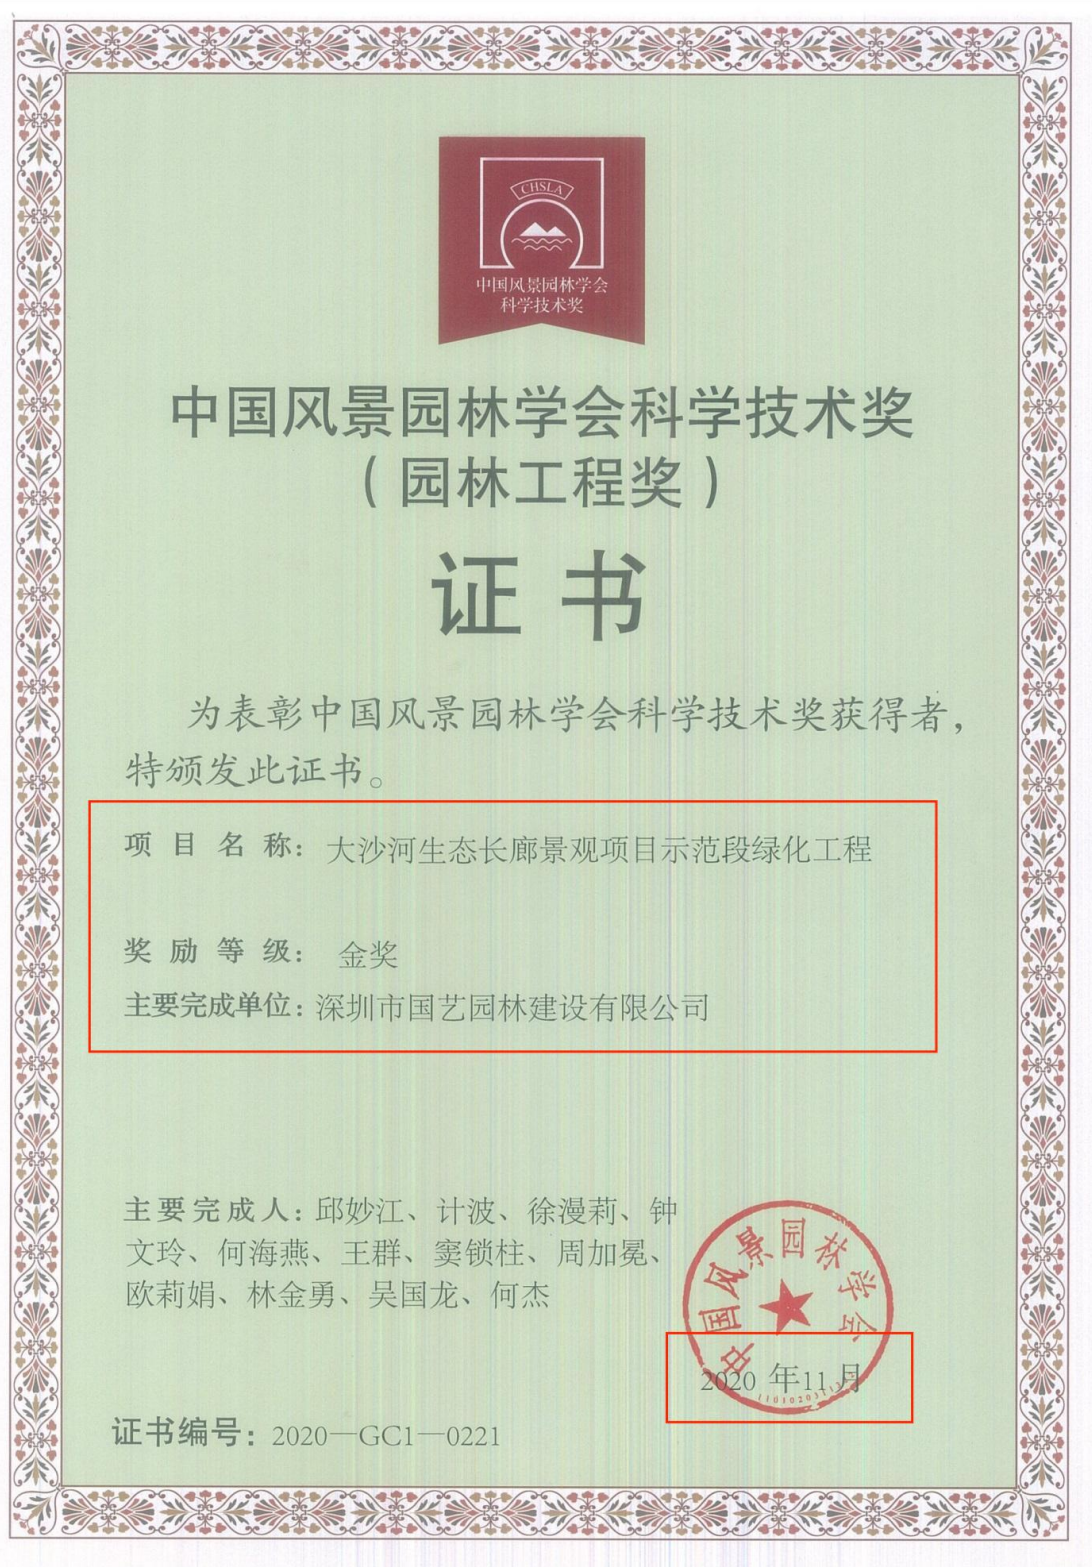 CHSLA
中国风景园林学会
科学技术奖
中国风景园林学会科学技术奖
（园林工程奖）
证书
为表彰中国风景园林学会科学技术奖获得者，
特颁发此证书。
项目名称：大沙河生态长廊景观项目示范段绿化工程
奖励等级：金奖
主要完成单位：深圳市国艺园林建设有限公司
主要完成人：邱妙江、计波、徐漫莉、钟
文玲、何海燕、王群、窦锁柱、周加冕、
欧莉娟、林金勇、吴国龙、何杰
中国风景园林学会
2020 年11月
证书编号：2020—GC1—0221